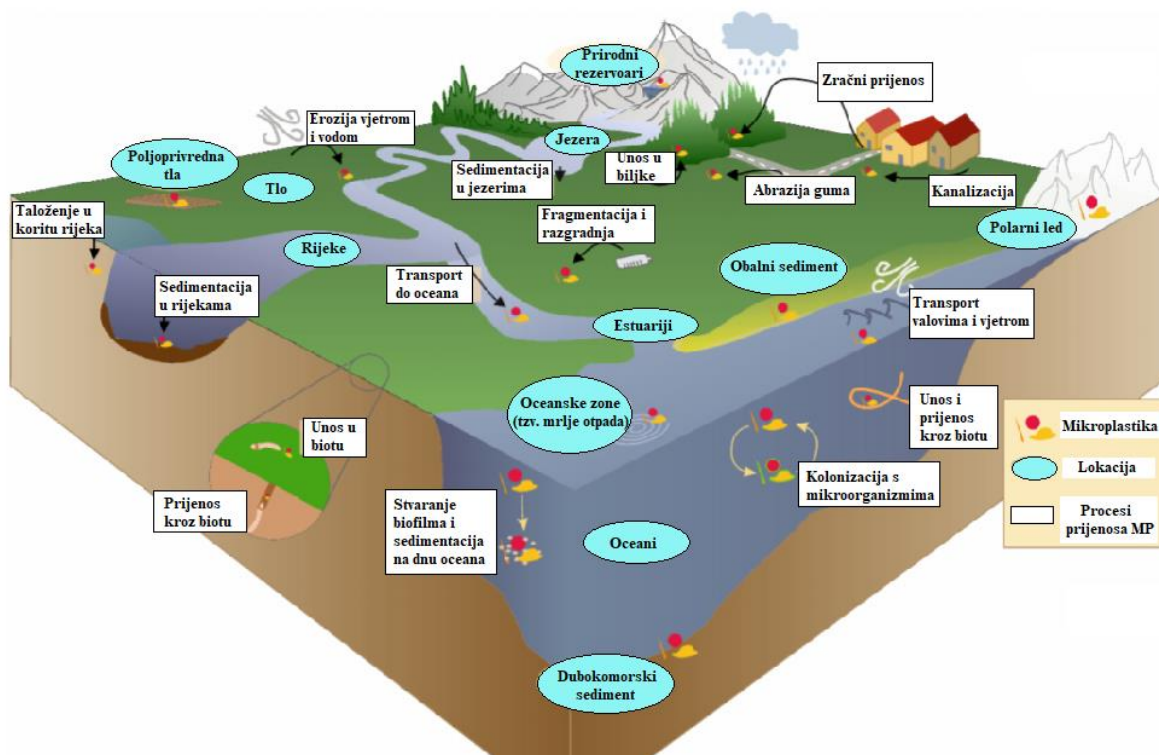 Prirodni
rezervoari
Zračni
prijenos
Erozija vjetrom
i vodom
Jezera
Poljoprivredna
tla
Sedimentacija
u jezerima
Unos u
biljke
Tlo
Abrazija guma
Kanalizacija
Taloženje u
koritu rijeka
Fragmentacija i
razgradnja
Polarni led
Rijeke
Obalni sediment
Transport
do oceana
Sedimentacija
u rijekama
Transport
valovima i vjetrom
Estuariji
Oceanske zone
(tzv. mrlje otpada)
Unos i
prijenos
kroz biotu
Unos u
biotu
Mikroplastika
Lokacija
Procesi
prijenosa MP
Kolonizacija s
mikroorganizmima
Prijenos
kroz biotu
Stvaranje
biofilma i
sedimentacija
na dnu oceana
Oceani
Dubokomorski
sediment